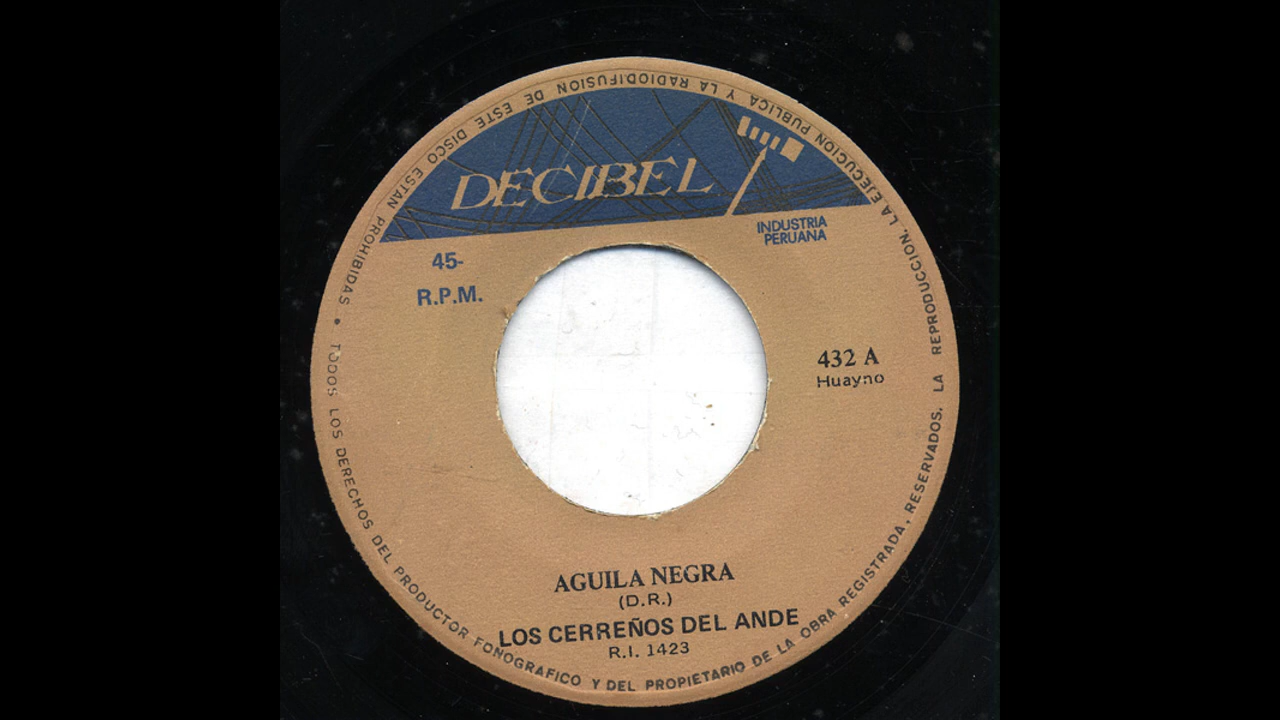 DECIBEL
INDUSTRIA
PERUANA
45-
R.P.M.
432 A
Huayno
AGUILA NEGRA
(D.R.)
LOS CERREÑOS DEL ANDE
R.I. 1423
TODOS LOS DERECHOS DEL PRODUCTOR FONOGRAFICO Y DEL PROPIETARIO DE LA OBRA REGISTRADA, RESERVADOS. LA REPRODUCCION, LA EJECUCION PUBLICA Y LA RADIODIFUSION DE ESTE DISCO ESTAN PROHIBIDAS •